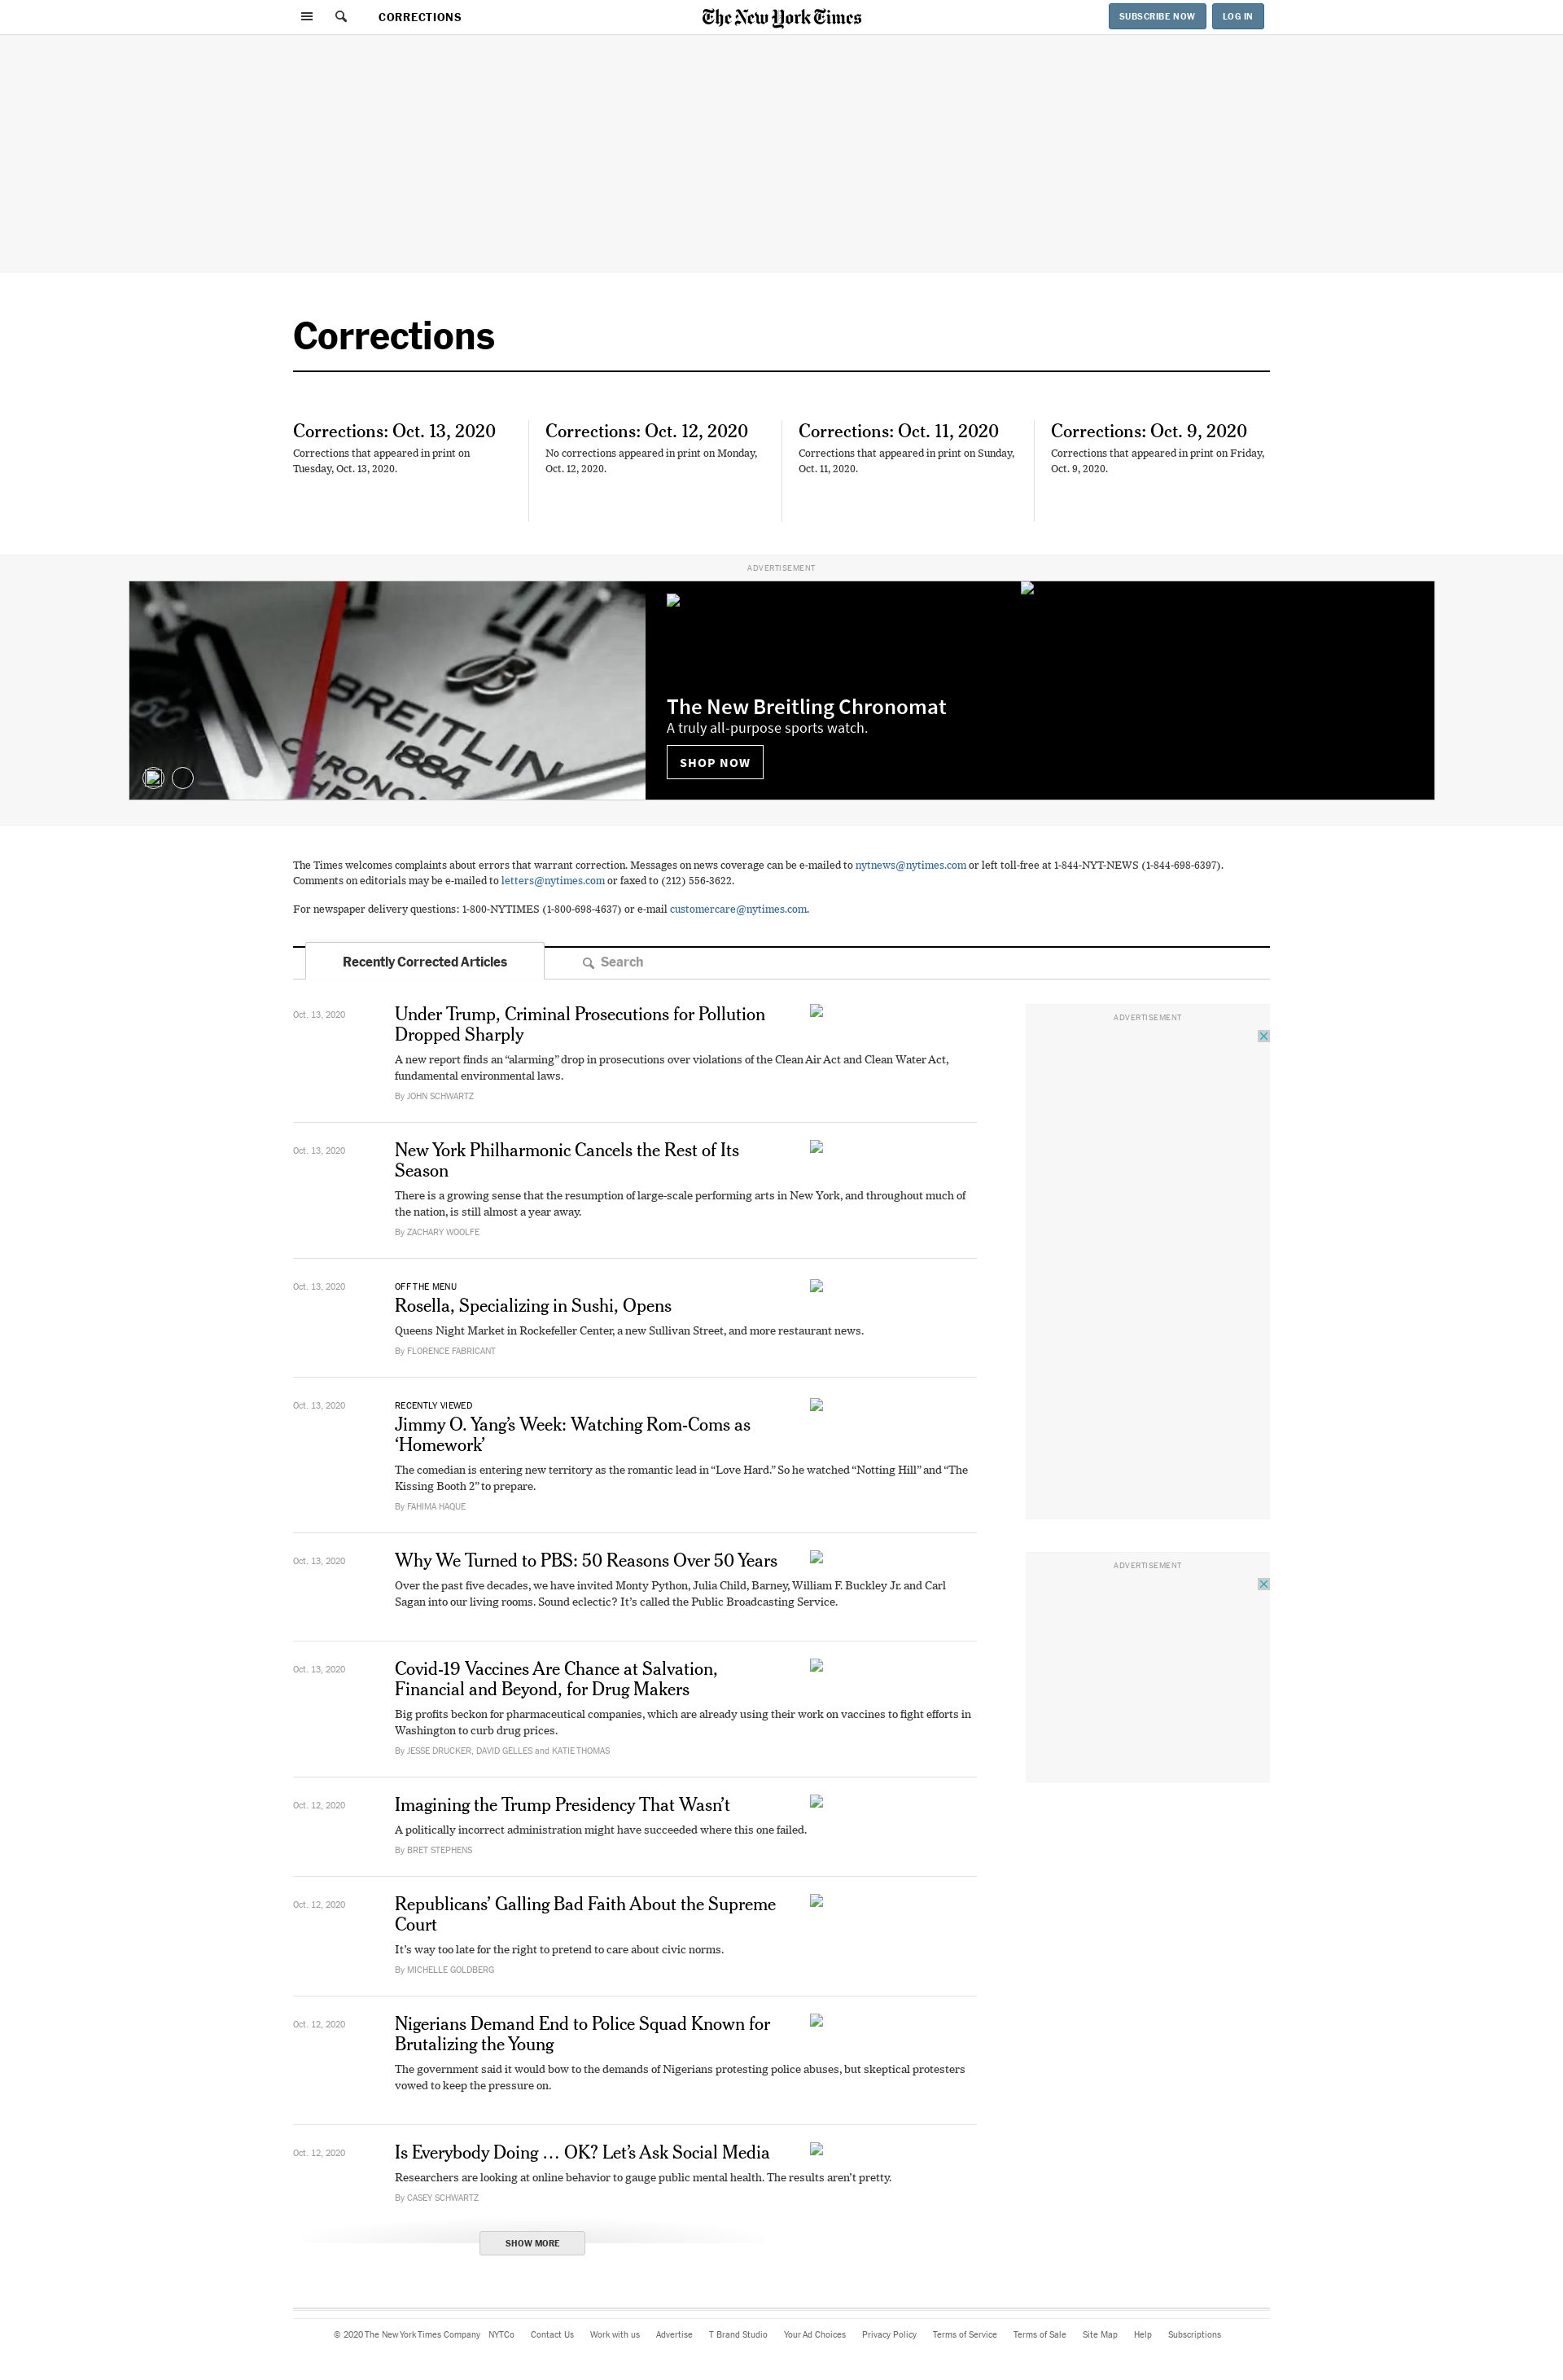 CORRECTIONS
The New York Times
SUBSCRIBE NOW
LOG IN
Corrections
Corrections: Oct. 13, 2020
Corrections that appeared in print on
Tuesday, Oct. 13, 2020.
Corrections: Oct. 12, 2020
No corrections appeared in print on Monday,
Oct. 12, 2020.
Corrections: Oct. 11, 2020
Corrections that appeared in print on Sunday,
Oct. 11, 2020.
Corrections: Oct. 9, 2020
Corrections that appeared in print on Friday,
Oct. 9, 2020.
ADVERTISEMENT
BREITLIN
1884
CHRONOME
The New Breitling Chronomat
A truly all-purpose sports watch.
SHOP NOW
The Times welcomes complaints about errors that warrant correction. Messages on news coverage can be e-mailed to nytnews@nytimes.com or left toll-free at 1-844-NYT-NEWS (1-844-698-6397).
Comments on editorials may be e-mailed to letters@nytimes.com or faxed to (212) 556-3622.
For newspaper delivery questions: 1-800-NYTIMES (1-800-698-4637) or e-mail customercare@nytimes.com.
Recently Corrected Articles
Search
Oct. 13, 2020
Under Trump, Criminal Prosecutions for Pollution
Dropped Sharply
A new report finds an “alarming” drop in prosecutions over violations of the Clean Air Act and Clean Water Act,
fundamental environmental laws.
By JOHN SCHWARTZ
ADVERTISEMENT
Oct. 13, 2020
New York Philharmonic Cancels the Rest of Its
Season
There is a growing sense that the resumption of large-scale performing arts in New York, and throughout much of
the nation, is still almost a year away.
By ZACHARY WOOLFE
Oct. 13, 2020
OFF THE MENU
Rosella, Specializing in Sushi, Opens
Queens Night Market in Rockefeller Center, a new Sullivan Street, and more restaurant news.
By FLORENCE FABRICANT
Oct. 13, 2020
RECENTLY VIEWED
Jimmy O. Yang’s Week: Watching Rom-Coms as
‘Homework’
The comedian is entering new territory as the romantic lead in “Love Hard.” So he watched “Notting Hill” and “The
Kissing Booth 2” to prepare.
By FAHIMA HAQUE
Oct. 13, 2020
Why We Turned to PBS: 50 Reasons Over 50 Years
Over the past five decades, we have invited Monty Python, Julia Child, Barney, William F. Buckley Jr. and Carl
Sagan into our living rooms. Sound eclectic? It’s called the Public Broadcasting Service.
ADVERTISEMENT
Oct. 13, 2020
Covid-19 Vaccines Are Chance at Salvation,
Financial and Beyond, for Drug Makers
Big profits beckon for pharmaceutical companies, which are already using their work on vaccines to fight efforts in
Washington to curb drug prices.
By JESSE DRUCKER, DAVID GELLES and KATIE THOMAS
Oct. 12, 2020
Imagining the Trump Presidency That Wasn’t
A politically incorrect administration might have succeeded where this one failed.
By BRET STEPHENS
Oct. 12, 2020
Republicans’ Galling Bad Faith About the Supreme
Court
It’s way too late for the right to pretend to care about civic norms.
By MICHELLE GOLDBERG
Oct. 12, 2020
Nigerians Demand End to Police Squad Known for
Brutalizing the Young
The government said it would bow to the demands of Nigerians protesting police abuses, but skeptical protesters
vowed to keep the pressure on.
Oct. 12, 2020
Is Everybody Doing … OK? Let’s Ask Social Media
Researchers are looking at online behavior to gauge public mental health. The results aren’t pretty.
By CASEY SCHWARTZ
SHOW MORE
© 2020 The New York Times Company NYTCo Contact Us Work with us Advertise T Brand Studio Your Ad Choices Privacy Policy Terms of Service Terms of Sale Site Map Help Subscriptions